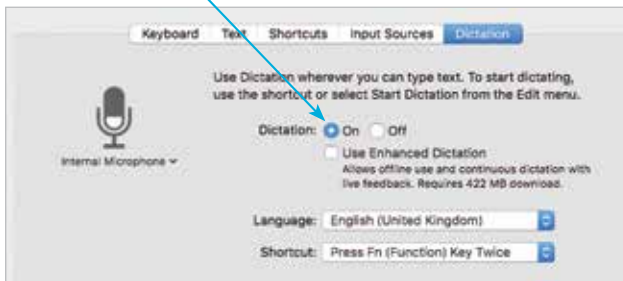 Keyboard Text Shortcuts Input Sources Dictation
Use Dictation wherever you can type text. To start dictating,
use the shortcut or select Start Dictation from the Edit menu.
Dictation: On Off
Internal Microphone
Use Enhanced Dictation
Allows offline use and continuous dictation with
live feedback. Requires 422 MB download.
Language: English (United Kingdom)
Shortcut: Press Fn (Function) Key Twice